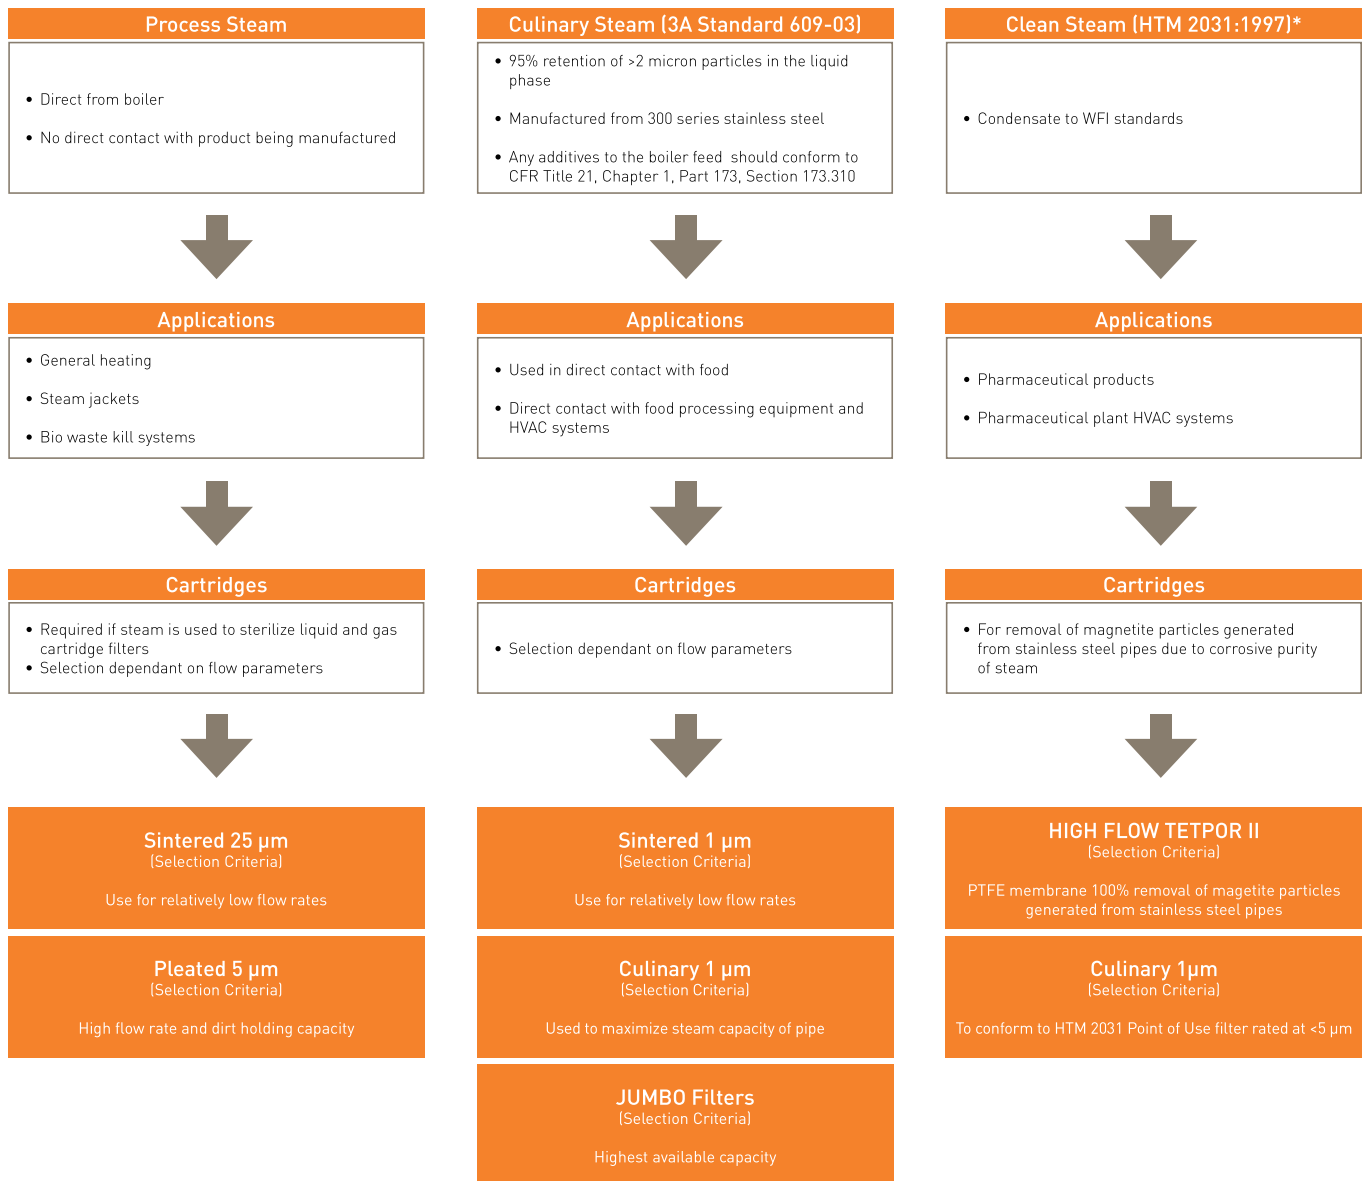 Process Steam
• Direct from boiler
• No direct contact with product being manufactured
Applications
• General heating
• Steam jackets
• Bio waste kill systems
Cartridges
• Required if steam is used to sterilize liquid and gas
cartridge filters
• Selection dependant on flow parameters
Sintered 25 µm
(Selection Criteria)
Use for relatively low flow rates
Pleated 5 µm
(Selection Criteria)
High flow rate and dirt holding capacity
Culinary Steam (3A Standard 609-03)
• 95% retention of >2 micron particles in the liquid
phase
• Manufactured from 300 series stainless steel
• Any additives to the boiler feed should conform to
CFR Title 21, Chapter 1, Part 173, Section 173.310
Applications
• Used in direct contact with food
• Direct contact with food processing equipment and
HVAC systems
Cartridges
• Selection dependant on flow parameters
Sintered 1 µm
(Selection Criteria)
Use for relatively low flow rates
Culinary 1 µm
(Selection Criteria)
Used to maximize steam capacity of pipe
JUMBO Filters
(Selection Criteria)
Highest available capacity
Clean Steam (HTM 2031:1997)*
• Condensate to WFI standards
Applications
• Pharmaceutical products
• Pharmaceutical plant HVAC systems
Cartridges
• For removal of magnetite particles generated
from stainless steel pipes due to corrosive purity
of steam
HIGH FLOW TETPOR II
(Selection Criteria)
PTFE membrane 100% removal of magetite particles
generated from stainless steel pipes
Culinary 1µm
(Selection Criteria)
To conform to HTM 2031 Point of Use filter rated at <5 µm